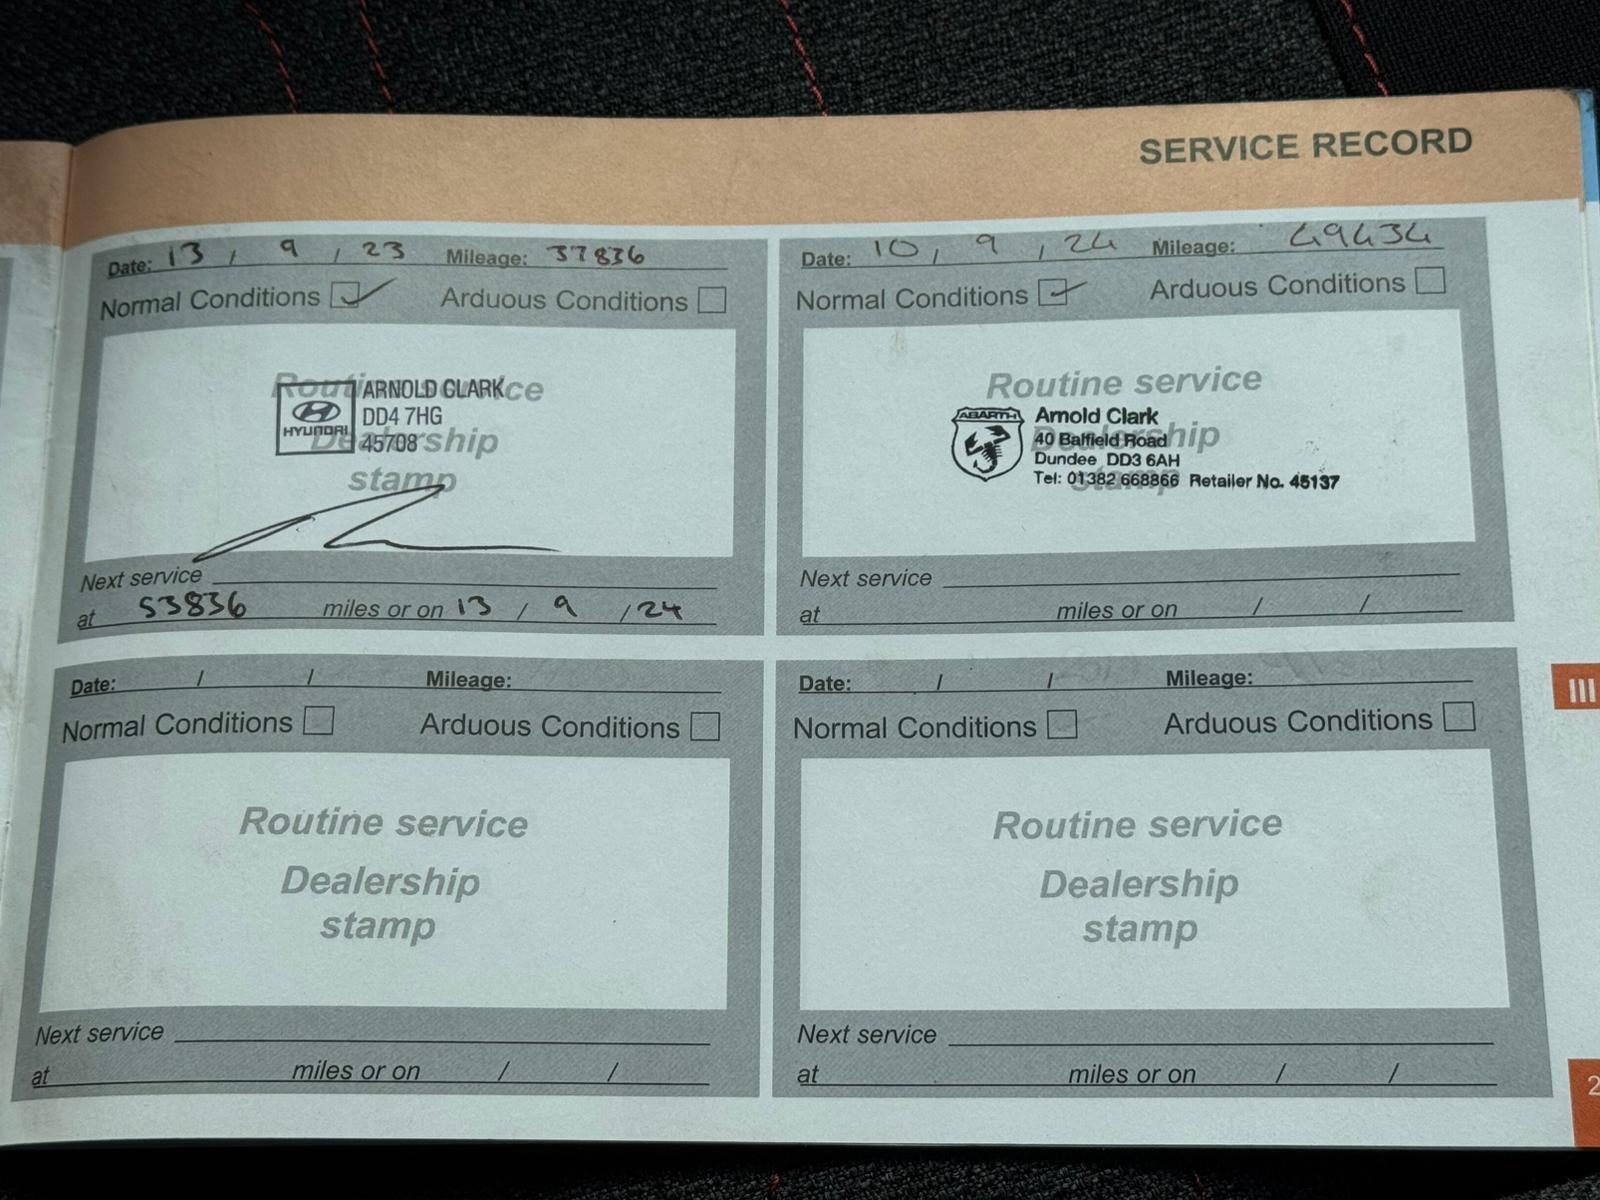 SERVICE RECORD
Date: 13 / 9 / 23 Mileage: 37836
Normal Conditions Arduous Conditions
Routine service
Dealership
stamp
HYUNDAI
ARNOLD CLARK
DD4 7HG
45708
Next service
at 53836 miles or on 13 / 9 / 24
Date: 10 / 9 / 24 Mileage: 49434
Normal Conditions Arduous Conditions
Routine service
Dealership
stamp
ABARTH
Arnold Clark
40 Balfield Road
Dundee DD3 6AH
Tel: 01382 668866 Retailer No. 45137
Next service
at miles or on / /
Date: / / Mileage:
Normal Conditions Arduous Conditions
Routine service
Dealership
stamp
Next service
at miles or on / /
Date: / / Mileage:
Normal Conditions Arduous Conditions
Routine service
Dealership
stamp
Next service
at miles or on / /
III
2